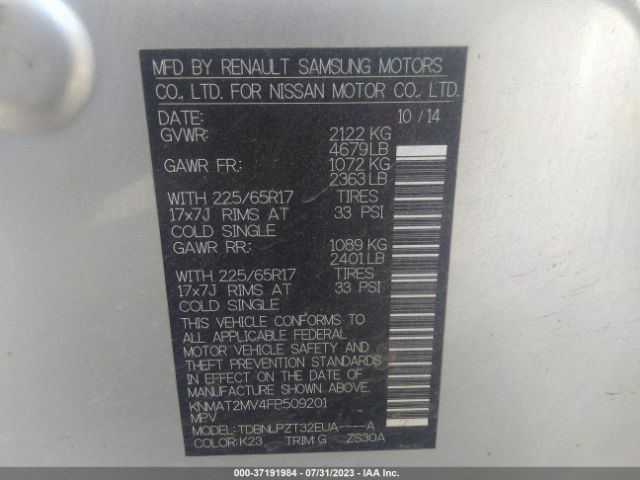 MFD BY RENAULT SAMSUNG MOTORS
CO., LTD. FOR NISSAN MOTOR CO., LTD.
DATE: 10 / 14
GVWR: 2122 KG
4679LB
GAWR FR: 1072 KG
2363LB
WITH 225/65R17 TIRES
17x7J RIMS AT 33 PSI
COLD SINGLE
GAWR RR: 1089 KG
2401LB
WITH 225/65R17 TIRES
17x7J RIMS AT 33 PSI
COLD SINGLE
THIS VEHICLE CONFORMS TO
ALL APPLICABLE FEDERAL
MOTOR VEHICLE SAFETY AND
THEFT PREVENTION STANDARDS
IN EFFECT ON THE DATE OF
MANUFACTURE SHOWN ABOVE.
KNMAT2MV4FP509201
MPV
MODEL: TDBNLPZT32EUA----A
COLOR: K23 TRIM: G ZS30A
000-37191984 - 07/31/2023 - COPYRIGHT